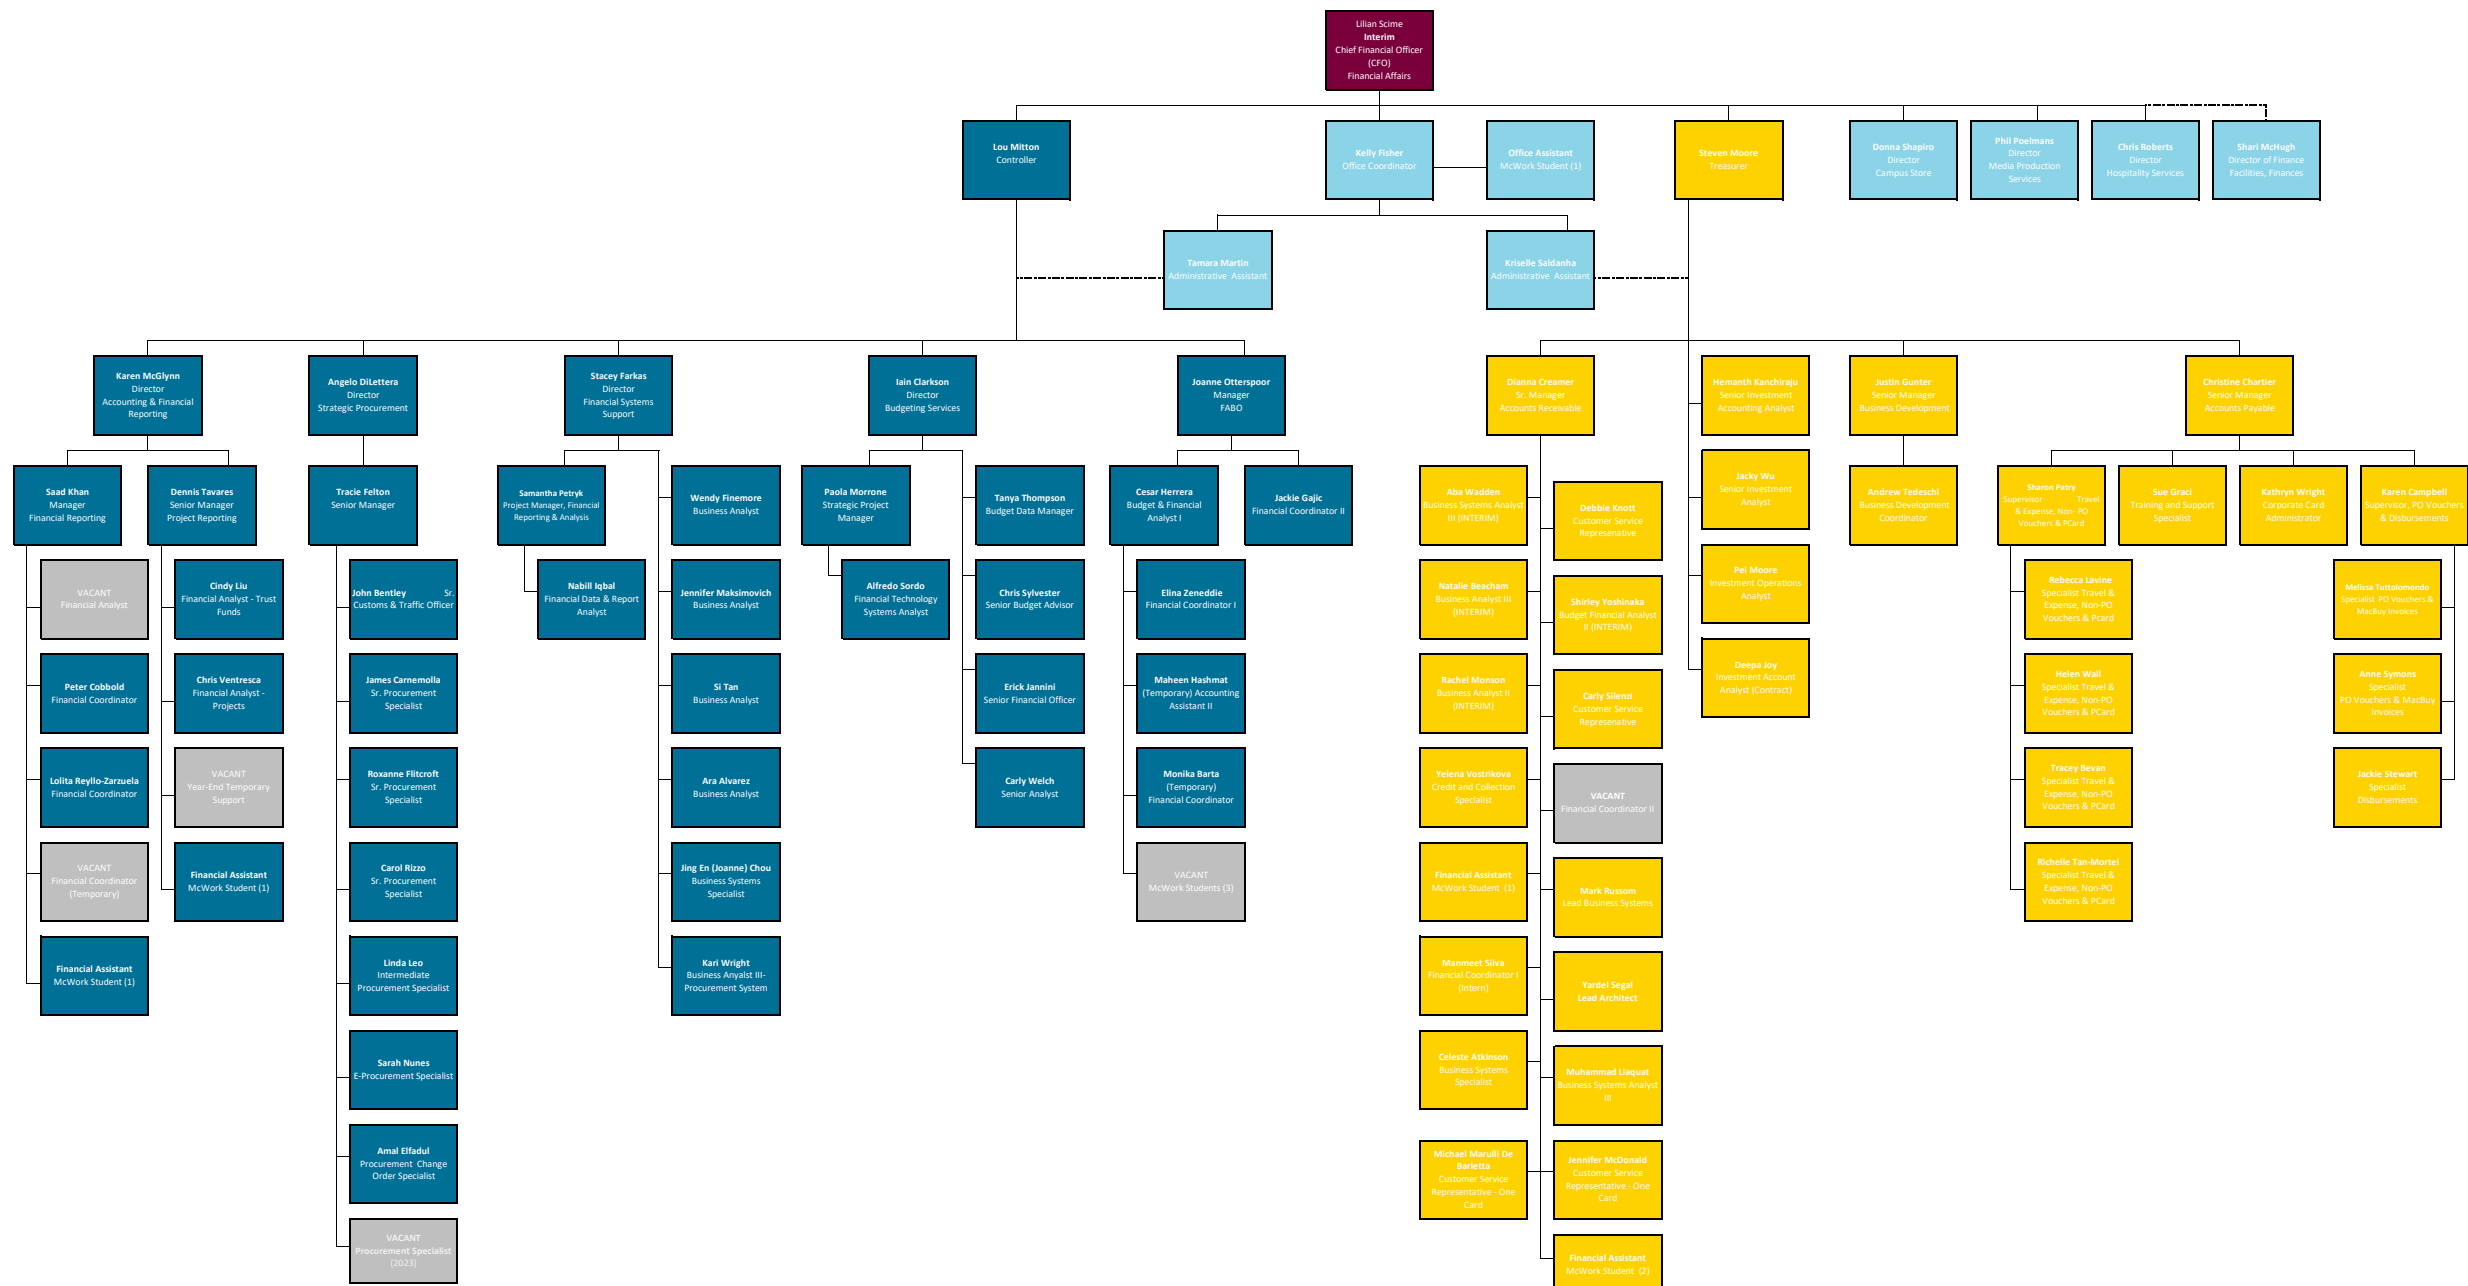 Lilian Scime
Interim
Chief Financial Officer
(CFO)
Financial Affairs
Lou Mitton
Controller
Kelly Fisher
Office Coordinator
Office Assistant
McWork Student (1)
Steven Moore
Treasurer
Donna Shapiro
Director
Campus Store
Phil Poelmans
Director
Media Production
Services
Chris Roberts
Director
Hospitality Services
Shari McHugh
Director of Finance
Facilities, Finances
Tamara Martin
Administrative Assistant
Kriselle Saldanha
Administrative Assistant
Karen McGlynn
Director
Accounting & Financial
Reporting
Angelo DiLettera
Director
Strategic Procurement
Stacey Farkas
Director
Financial Systems
Support
Iain Clarkson
Director
Budgeting Services
Joanne Otterspoor
Manager
FABO
Dianna Creamer
Sr. Manager
Accounts Receivable
Hemanth Kanchiraju
Senior Investment
Accounting Analyst
Justin Gunter
Senior Manager
Business Development
Christine Chartier
Senior Manager
Accounts Payable
Saad Khan
Manager
Financial Reporting
Dennis Tavares
Senior Manager
Project Reporting
Tracie Felton
Senior Manager
Samantha Petryk
Project Manager, Financial
Reporting & Analysis
Wendy Finemore
Business Analyst
Paola Morrone
Strategic Project
Manager
Tanya Thompson
Budget Data Manager
Cesar Herrera
Budget & Financial
Analyst I
Jackie Gajic
Financial Coordinator II
Aba Wadden
Business Systems Analyst
III (INTERIM)
Debbie Knott
Customer Service
Represenative
Jacky Wu
Senior Investment
Analyst
Andrew Tedeschi
Business Development
Coordinator
Sharon Patry
Supervisor Travel
& Expense, Non- PO
Vouchers & PCard
Sue Graci
Training and Support
Specialist
Kathryn Wright
Corporate Card
Administrator
Karen Campbell
Supervisor, PO Vouchers
& Disbursements
VACANT
Financial Analyst
Cindy Liu
Financial Analyst - Trust
Funds
John Bentley Sr.
Customs & Traffic Officer
Nabill Iqbal
Financial Data & Report
Analyst
Jennifer Maksimovich
Business Analyst
Alfredo Sordo
Financial Technology
Systems Analyst
Chris Sylvester
Senior Budget Advisor
Elina Zeneddie
Financial Coordinator I
Natalie Beacham
Business Analyst III
(INTERIM)
Shirley Yoshinaka
Budget Financial Analyst
II (INTERIM)
Pei Moore
Investment Operations
Analyst
Rebecca Lavine
Specialist Travel &
Expense, Non-PO
Vouchers & Pcard
Melissa Tuttolomondo
Specialist PO Vouchers &
MacBuy Invoices
Peter Cobbold
Financial Coordinator
Chris Ventresca
Financial Analyst -
Projects
James Carnemolla
Sr. Procurement
Specialist
Si Tan
Business Analyst
Erick Jannini
Senior Financial Officer
Maheen Hashmat
(Temporary) Accounting
Assistant II
Rachel Monson
Business Analyst II
(INTERIM)
Carly Silenzi
Customer Service
Represenative
Deepa Joy
Investment Account
Analyst (Contract)
Helen Wall
Specialist Travel &
Expense, Non-PO
Vouchers & PCard
Anne Symons
Specialist
PO Vouchers & MacBuy
Invoices
Lolita Reyllo-Zarzuela
Financial Coordinator
VACANT
Year-End Temporary
Support
Roxanne Flitcroft
Sr. Procurement
Specialist
Ara Alvarez
Business Analyst
Carly Welch
Senior Analyst
Monika Barta
(Temporary)
Financial Coordinator
Yelena Vostrikova
Credit and Collection
Specialist
VACANT
Financial Coordinator II
Tracey Bevan
Specialist Travel &
Expense, Non-PO
Vouchers & PCard
Jackie Stewart
Specialist
Disbursements
VACANT
Financial Coordinator
(Temporary)
Financial Assistant
McWork Student (1)
Carol Rizzo
Sr. Procurement
Specialist
Jing En (Joanne) Chou
Business Systems
Specialist
VACANT
McWork Students (3)
Financial Assistant
McWork Student (1)
Mark Russom
Lead Business Systems
Richelle Tan-Mortel
Specialist Travel &
Expense, Non-PO
Vouchers & PCard
Financial Assistant
McWork Student (1)
Linda Leo
Intermediate
Procurement Specialist
Kari Wright
Business Anyalst III-
Procurement System
Manmeet Silva
Financial Coordinator I
(Intern)
Yardel Segal
Lead Architect
Sarah Nunes
E-Procurement Specialist
Celeste Atkinson
Business Systems
Specialist
Muhammad Liaquat
Business Systems Analyst
III
Amal Elfadul
Procurement Change
Order Specialist
Michael Marulli De
Barletta
Customer Service
Representative - One
Card
Jennifer McDonald
Customer Service
Representative - One
Card
VACANT
Procurement Specialist
(2023)
Financial Assistant
McWork Student (2)